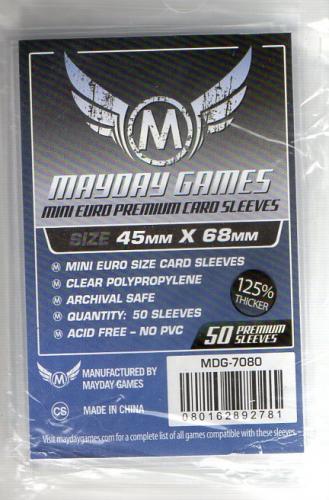 M
MAYDAY GAMES
MINI EURO PREMIUM CARD SLEEVES
SIZE 45MM X 68MM
M MINI EURO SIZE CARD SLEEVES
M CLEAR POLYPROPYLENE
M ARCHIVAL SAFE
M QUANTITY: 50 SLEEVES
M ACID FREE – NO PVC
125%
THICKER
50 PREMIUM
SLEEVES
MDG-7080
M MANUFACTURED BY
MAYDAY GAMES
CS MADE IN CHINA
080162892781
Visit maydaygames.com for a complete list of all games compatible with these sleeves